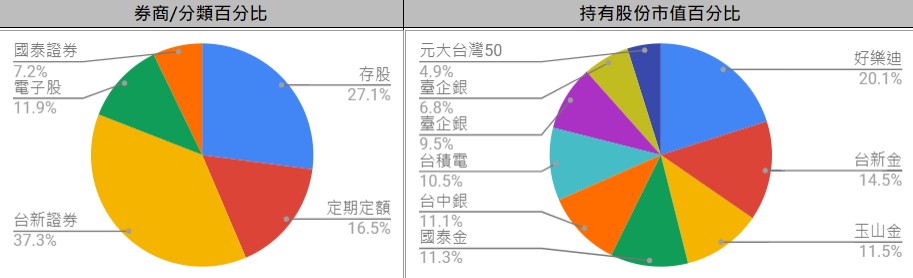 券商/分類百分比
國泰證券
7.2%
電子股
11.9%
台新證券
37.3%
存股
27.1%
定期定額
16.5%
持有股份市值百分比
元大台灣50
4.9%
臺企銀
6.8%
臺企銀
9.5%
台積電
10.5%
台中銀
11.1%
國泰金
11.3%
好樂迪
20.1%
台新金
14.5%
玉山金
11.5%